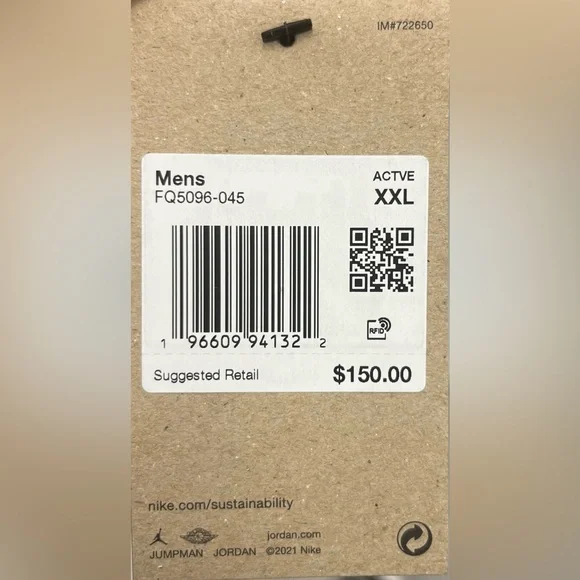 IM#722650
Mens
FQ5096-045
ACTVE
XXL
1 96609 94132 2
RFID
Suggested Retail
$150.00
nike.com/sustainability
JUMPMAN JORDAN
jordan.com
©2021 Nike